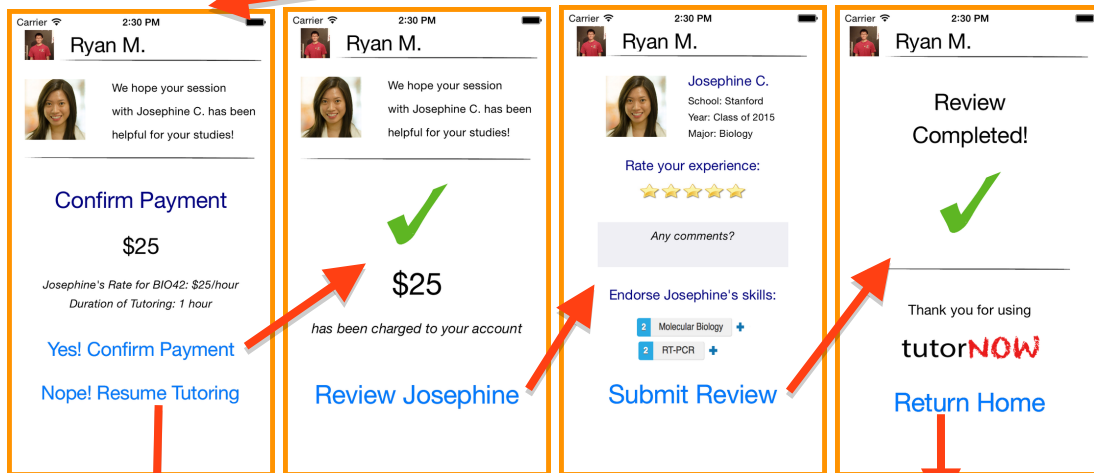 Carrier 2:30 PM
Ryan M.
We hope your session
with Josephine C. has been
helpful for your studies!
Confirm Payment
$25
Josephine's Rate for BIO42: $25/hour
Duration of Tutoring: 1 hour
Yes! Confirm Payment
Nope! Resume Tutoring
Carrier 2:30 PM
Ryan M.
We hope your session
with Josephine C. has been
helpful for your studies!
$25
has been charged to your account
Review Josephine
Carrier 2:30 PM
Ryan M.
Josephine C.
School: Stanford
Year: Class of 2015
Major: Biology
Rate your experience:
Any comments?
Endorse Josephine's skills:
2 Molecular Biology +
2 RT-PCR +
Submit Review
Carrier 2:30 PM
Ryan M.
Review
Completed!
Thank you for using
tutorNOW
Return Home